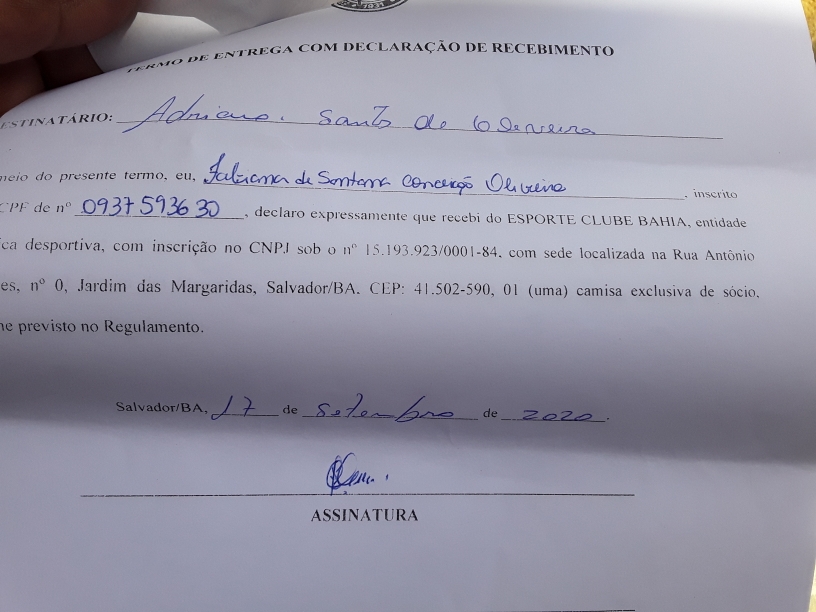 1931
TERMO DE ENTREGA COM DECLARAÇÃO DE RECEBIMENTO
ESTINATÁRIO: Adriano. Santo de Oliveira
meio do presente termo, eu, Fabiana de Santana Conceição Oliveira, inscrito
CPF de nº 0937593630, declaro expressamente que recebi do ESPORTE CLUBE BAHIA, entidade
ica desportiva, com inscrição no CNPJ sob o nº 15.193.923/0001-84, com sede localizada na Rua Antônio
es, nº 0, Jardim das Margaridas, Salvador/BA. CEP: 41.502-590, 01 (uma) camisa exclusiva de sócio,
ne previsto no Regulamento.
Salvador/BA, 17 de setembro de 2020.
ASSINATURA